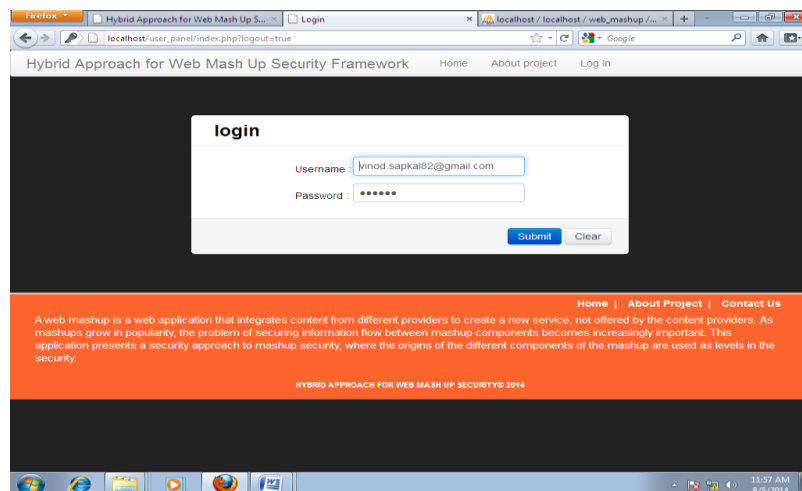 Firefox
Hybrid Approach for Web Mash Up S...
Login
localhost / localhost / web_mashup /...
localhost/user_panel/index.php?logout=true
Google
Hybrid Approach for Web Mash Up Security Framework
Home
About project
Log In
login
Username :
vinod.sapkal82@gmail.com
Password :
Submit
Clear
Home | About Project | Contact Us
A web mashup is a web application that integrates content from different providers to create a new service, not offered by the content providers. As
mashups grow in popularity, the problem of securing information flow between mashup components becomes increasingly important. This
application presents a security approach to mashup security, where the origins of the different components of the mashup are used as levels in the
security.
HYBRID APPROACH FOR WEB MASH UP SECURITY© 2014
11:57 AM
8/5/2014